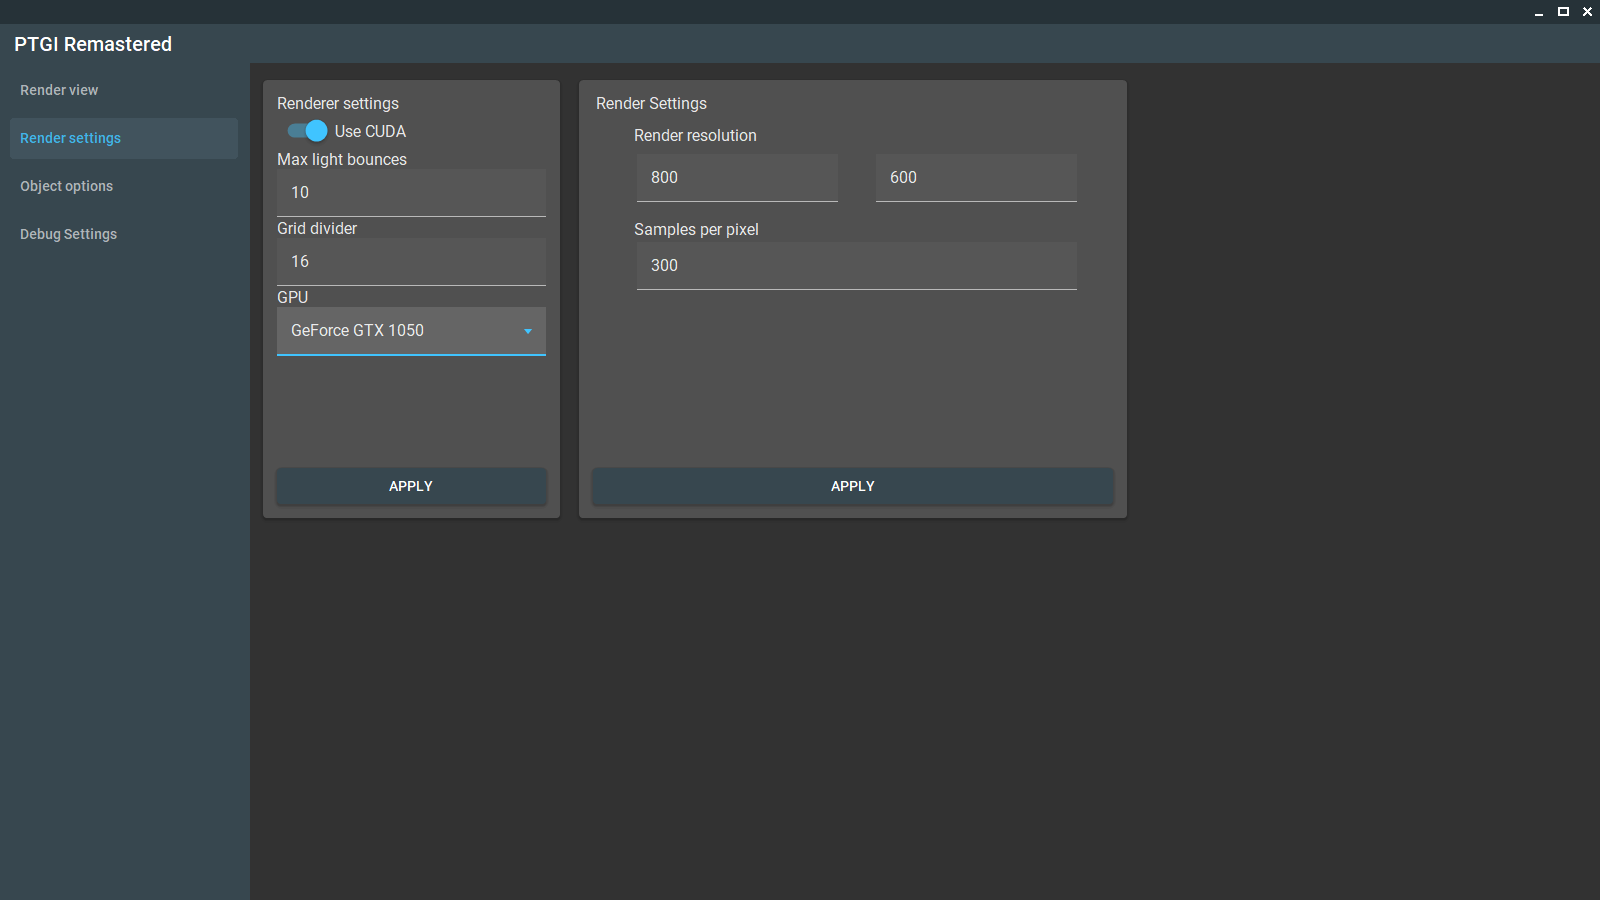 PTGI Remastered
Render view
Render settings
Object options
Debug Settings
Renderer settings
Use CUDA
Max light bounces
10
Grid divider
16
GPU
GeForce GTX 1050
APPLY
Render Settings
Render resolution
800 600
Samples per pixel
300
APPLY